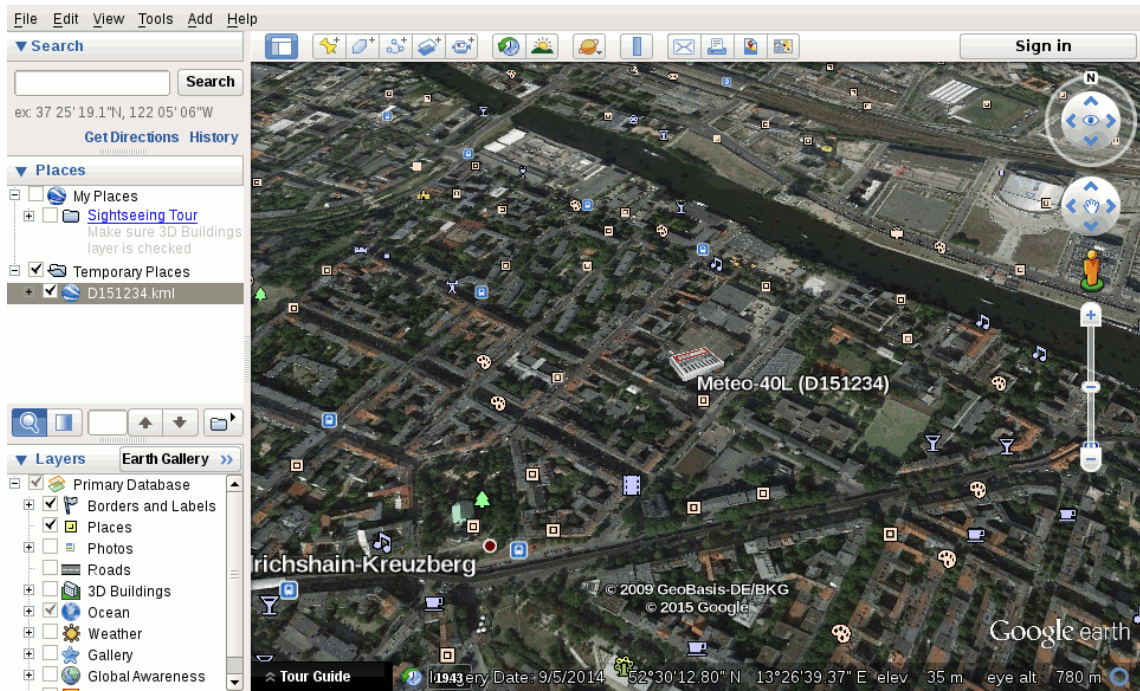 File Edit View Tools Add Help
Search
Search
ex: 37 25' 19.1"N, 122 05' 06"W
Get Directions History
Places
My Places
Sightseeing Tour
Make sure 3D Buildings
layer is checked
Temporary Places
D151234.kml
Layers
Earth Gallery >>
Primary Database
Borders and Labels
Places
Photos
Roads
3D Buildings
Ocean
Weather
Gallery
Global Awareness
Sign in
N
Meteo-40L (D151234)
richshain-Kreuzberg
© 2009 GeoBasis-DE/BKG
© 2015 Google
Google earth
Tour Guide
1943
ery Date: 9/5/2014 52°30'12.80" N 13°26'39.37" E elev 35 m eye alt 780 m